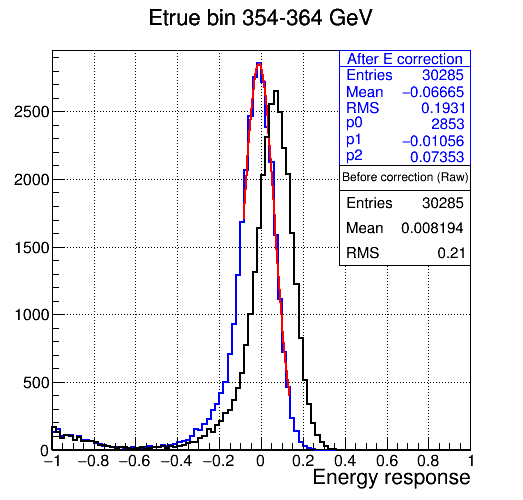 Etrue bin 354-364 GeV
After E correction
Entries 30285
Mean −0.06665
RMS 0.1931
p0 2853
p1 −0.01056
p2 0.07353
Before correction (Raw)
Entries 30285
Mean 0.008194
RMS 0.21
2500
2000
1500
1000
500
0
−1 −0.8 −0.6 −0.4 −0.2 0 0.2 0.4 0.6 0.8 1
Energy response